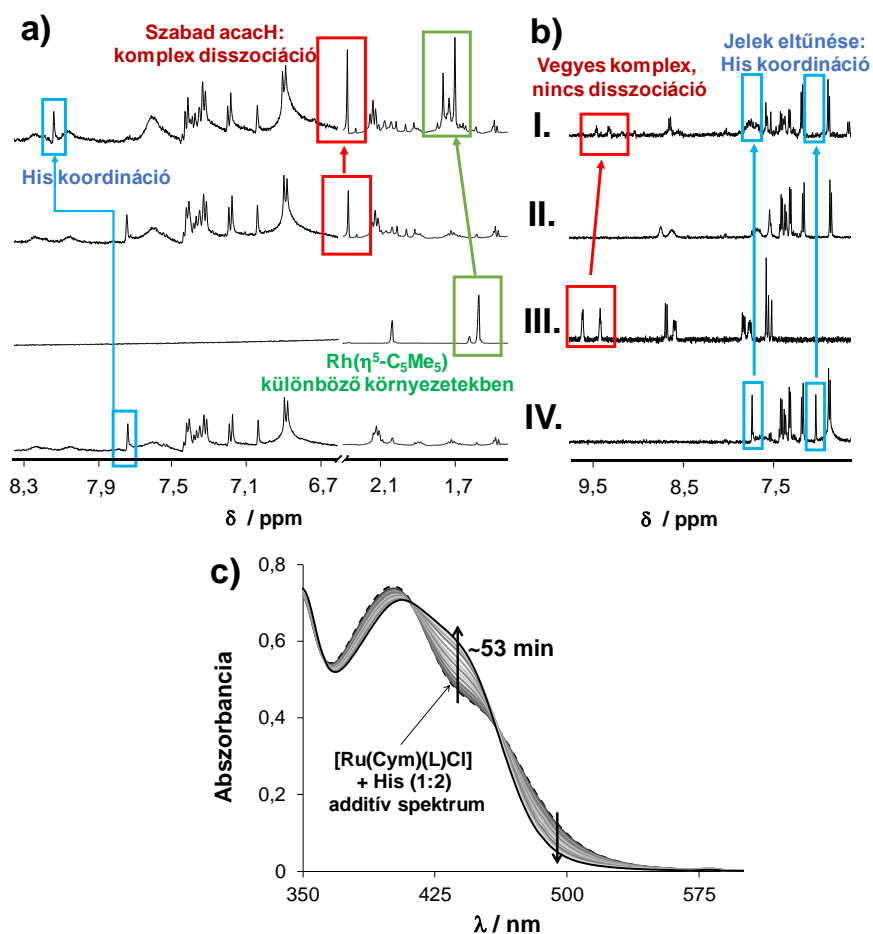 a)
Szabad acacH:
komplex disszociáció
His koordináció
Rh(η⁵-C₅Me₅)
különböző környezetekben
8,3 7,9 7,5 7,1 6,7 2,1 1,7
δ / ppm
b)
Vegyes komplex,
nincs disszociáció
Jelek eltűnése:
His koordináció
I.
II.
III.
IV.
9,5 8,5 7,5
δ / ppm
c)
0,8
0,6
0,4
0,2
0
Abszorbancia
~53 min
[Ru(Cym)(L)Cl]
+ His (1:2)
additív spektrum
350 425 500 575
λ / nm